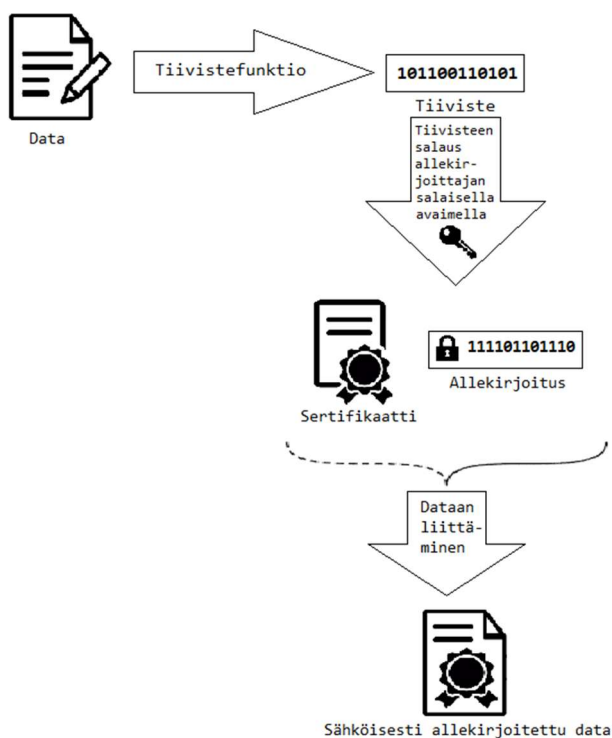 Data
Tiivistefunktio
101100110101
Tiiviste
Tiivisteen
salaus
allekir-
joittajan
salaisella
avaimella
Sertifikaatti
111101101110
Allekirjoitus
Dataan
liittä-
minen
Sähköisesti allekirjoitettu data